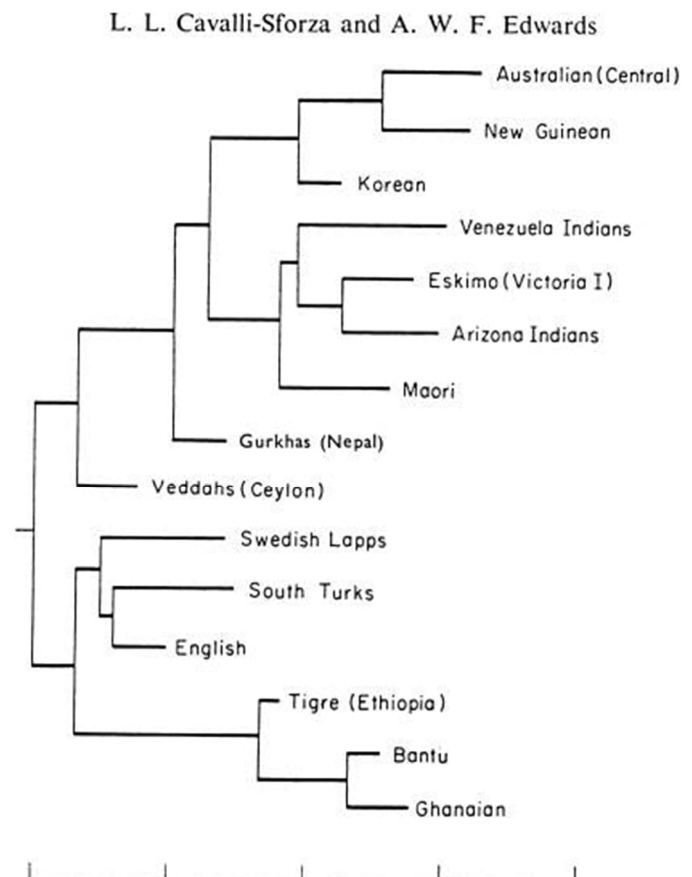 L. L. Cavalli-Sforza and A. W. F. Edwards
Australian (Central)
New Guinean
Korean
Venezuela Indians
Eskimo (Victoria I)
Arizona Indians
Maori
Gurkhas (Nepal)
Veddahs (Ceylon)
Swedish Lapps
South Turks
English
Tigre (Ethiopia)
Bantu
Ghanaian